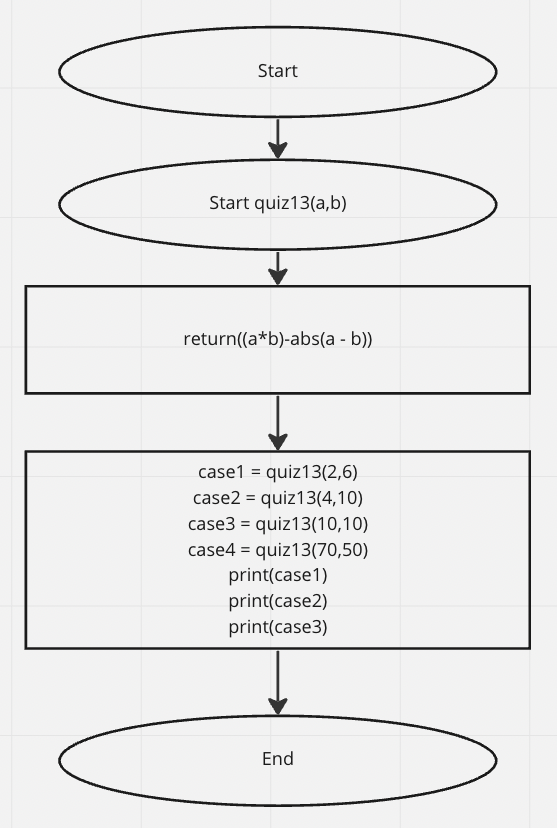 Start
Start quiz13(a,b)
return((a*b)-abs(a - b))
case1 = quiz13(2,6)
case2 = quiz13(4,10)
case3 = quiz13(10,10)
case4 = quiz13(70,50)
print(case1)
print(case2)
print(case3)
End